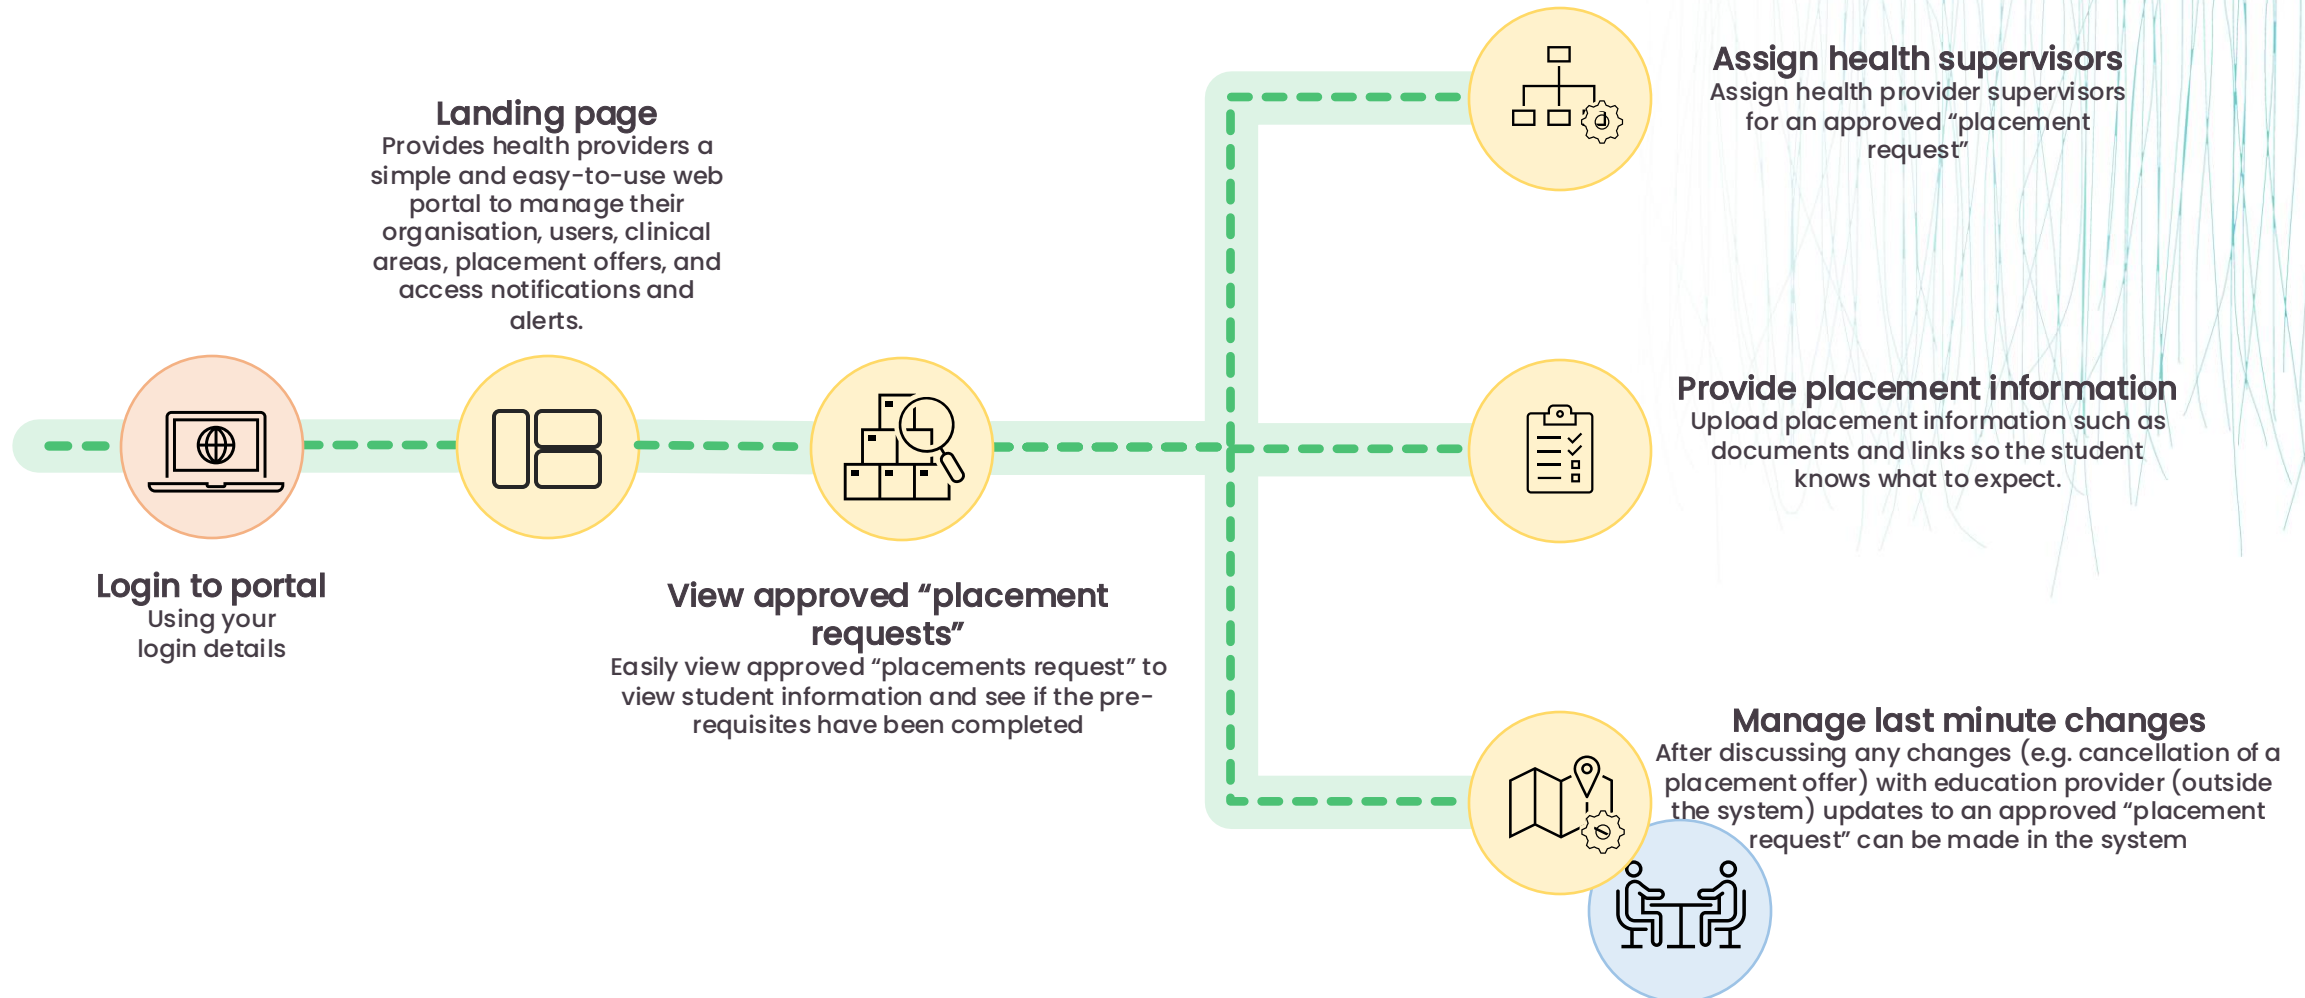 Landing page
Provides health providers a
simple and easy-to-use web
portal to manage their
organisation, users, clinical
areas, placement offers, and
access notifications and
alerts.
Login to portal
Using your
login details
View approved “placement
requests”
Easily view approved “placements request” to
view student information and see if the pre-
requisites have been completed
Assign health supervisors
Assign health provider supervisors
for an approved “placement
request”
Provide placement information
Upload placement information such as
documents and links so the student
knows what to expect.
Manage last minute changes
After discussing any changes (e.g. cancellation of a
placement offer) with education provider (outside
the system) updates to an approved “placement
request” can be made in the system